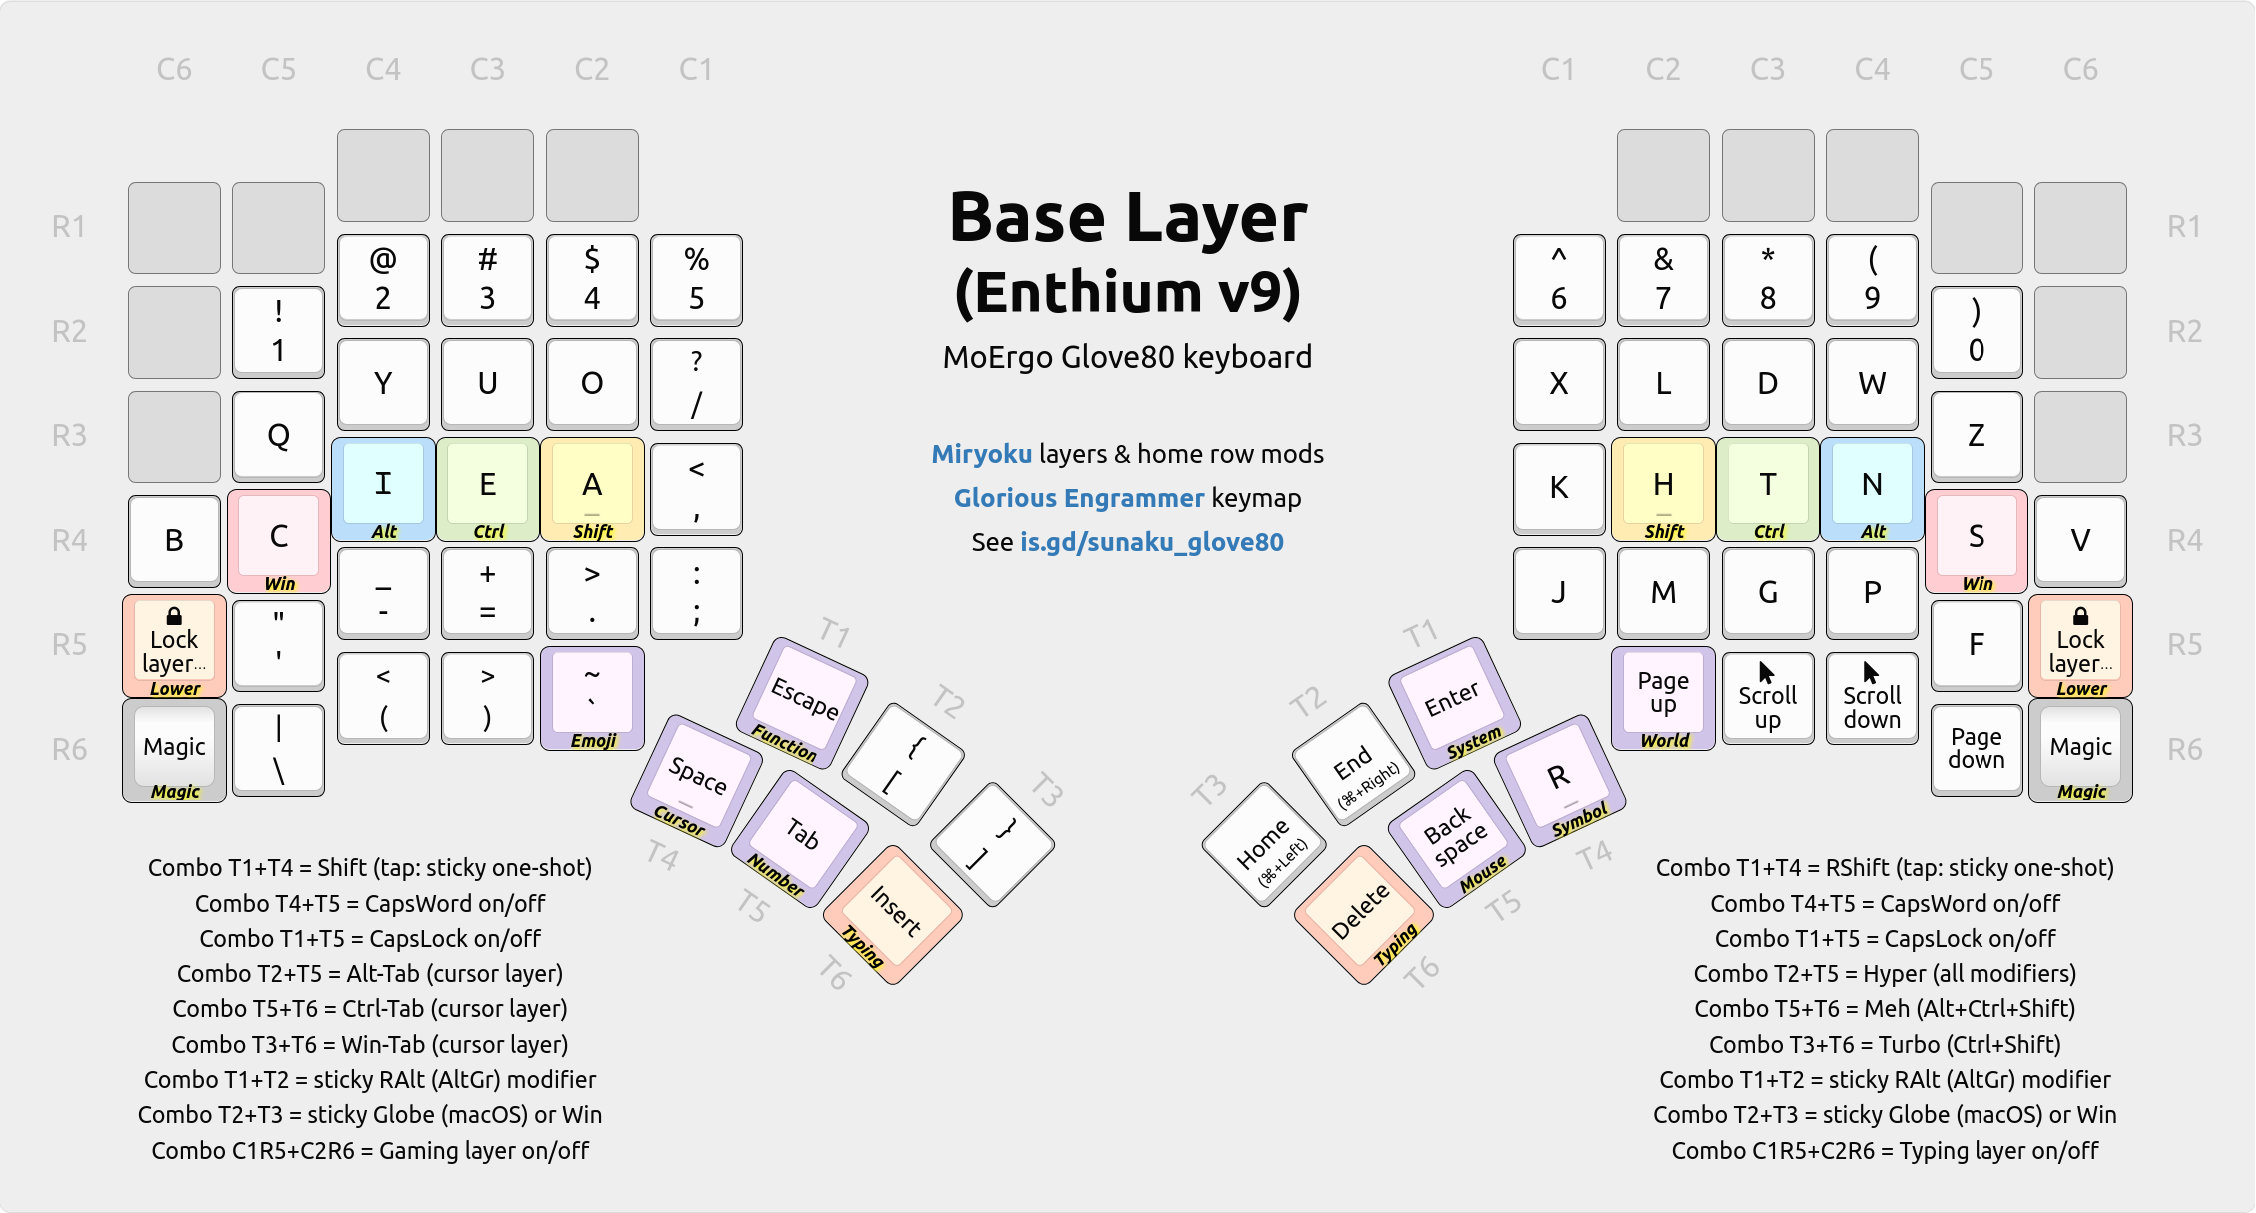 C6 C5 C4 C3 C2 C1 C1 C2 C3 C4 C5 C6
R1 R1
Base Layer
(Enthium v9)
MoErgo Glove80 keyboard
Miryoku layers & home row mods
Glorious Engrammer keymap
See is.gd/sunaku_glove80
@ # $ % ^ & * (
2 3 4 5 6 7 8 9
R2 ! ) R2
1 0
Y U O ? X L D W
/
R3 Q Z R3
I E A < K H T N
_ , _
Alt Ctrl Shift Shift Ctrl Alt
R4 B C S V R4
Win Win
_ + > : J M G P
- = . ;
R5 Lock " F Lock R5
layer... ' layer...
Lower Lower
< > ~ Page Scroll Scroll
( ) ` up up down
Emoji World
R6 Magic | Page Magic R6
\ down
Magic Magic
T1
Escape
Function
T2
{
[
T3
}
]
Space
_
Cursor
T4
Tab
Number
T5
Insert
Typing
T6
T1
Enter
System
T2
End
(⌘+Right)
T3
Home
(⌘+Left)
R
_
Symbol
T4
Back
space
Mouse
T5
Delete
Typing
T6
Combo T1+T4 = Shift (tap: sticky one-shot)
Combo T4+T5 = CapsWord on/off
Combo T1+T5 = CapsLock on/off
Combo T2+T5 = Alt-Tab (cursor layer)
Combo T5+T6 = Ctrl-Tab (cursor layer)
Combo T3+T6 = Win-Tab (cursor layer)
Combo T1+T2 = sticky RAlt (AltGr) modifier
Combo T2+T3 = sticky Globe (macOS) or Win
Combo C1R5+C2R6 = Gaming layer on/off
Combo T1+T4 = RShift (tap: sticky one-shot)
Combo T4+T5 = CapsWord on/off
Combo T1+T5 = CapsLock on/off
Combo T2+T5 = Hyper (all modifiers)
Combo T5+T6 = Meh (Alt+Ctrl+Shift)
Combo T3+T6 = Turbo (Ctrl+Shift)
Combo T1+T2 = sticky RAlt (AltGr) modifier
Combo T2+T3 = sticky Globe (macOS) or Win
Combo C1R5+C2R6 = Typing layer on/off